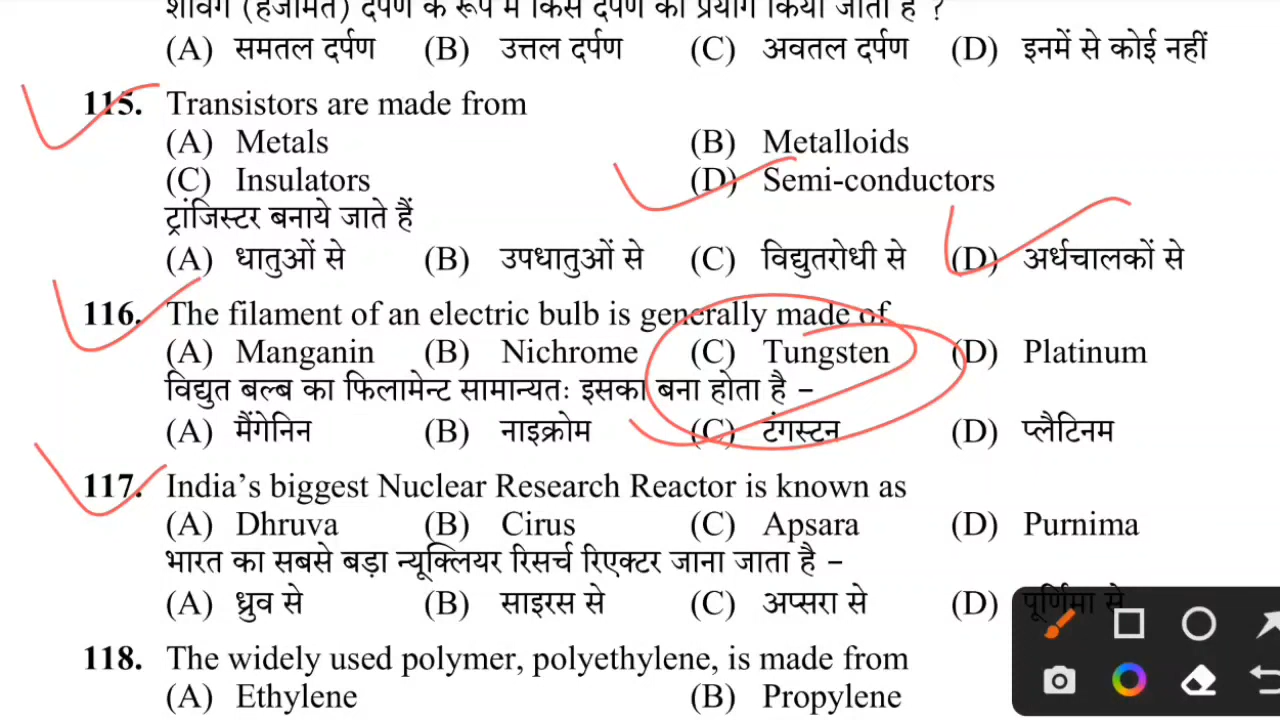 शेविंग (हजामत) दर्पण के रूप में किस दर्पण का प्रयोग किया जाता है ?
(A) समतल दर्पण (B) उत्तल दर्पण (C) अवतल दर्पण (D) इनमें से कोई नहीं
115. Transistors are made from
(A) Metals (B) Metalloids
(C) Insulators (D) Semi-conductors
ट्रांजिस्टर बनाये जाते हैं
(A) धातुओं से (B) उपधातुओं से (C) विद्युतरोधी से (D) अर्धचालकों से
116. The filament of an electric bulb is generally made of
(A) Manganin (B) Nichrome (C) Tungsten (D) Platinum
विद्युत बल्ब का फिलामेन्ट सामान्यतः इसका बना होता है –
(A) मैंगेनिन (B) नाइक्रोम (C) टंगस्टन (D) प्लैटिनम
117. India’s biggest Nuclear Research Reactor is known as
(A) Dhruva (B) Cirus (C) Apsara (D) Purnima
भारत का सबसे बड़ा न्यूक्लियर रिसर्च रिएक्टर जाना जाता है –
(A) ध्रुव से (B) साइरस से (C) अप्सरा से (D) पूर्णिमा से
118. The widely used polymer, polyethylene, is made from
(A) Ethylene (B) Propylene